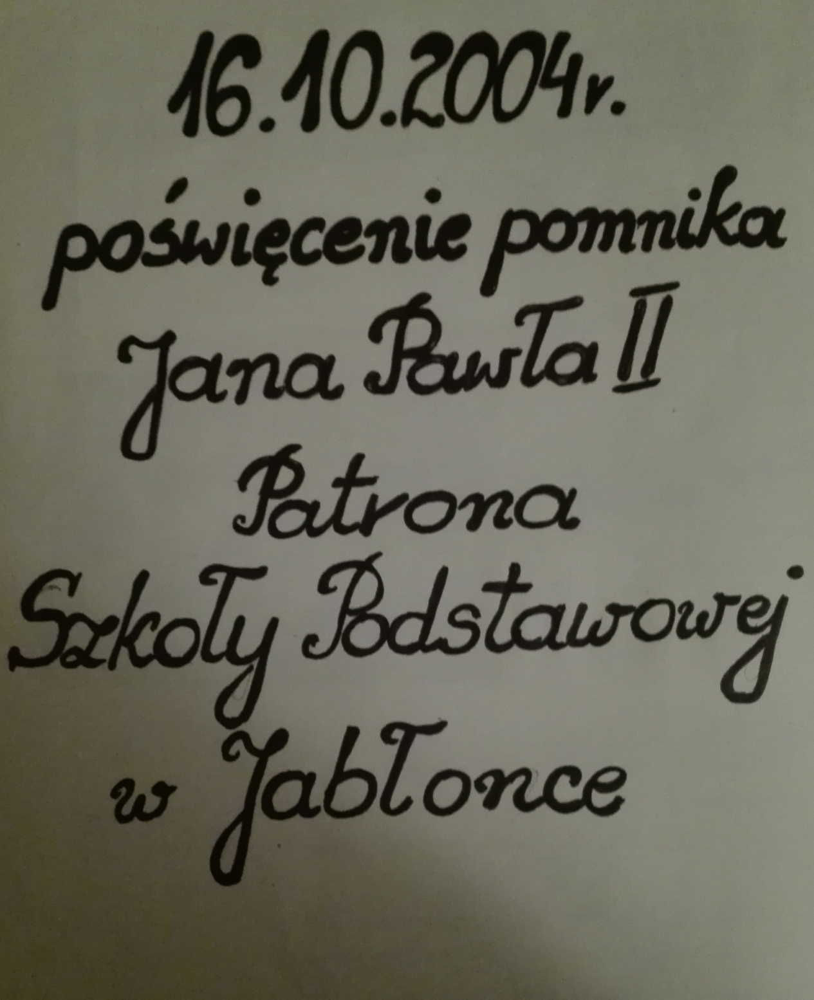 16.10.2004r.
poświęcenie pomnika
Jana Pawła II
Patrona
Szkoły Podstawowej
w Jabłonce